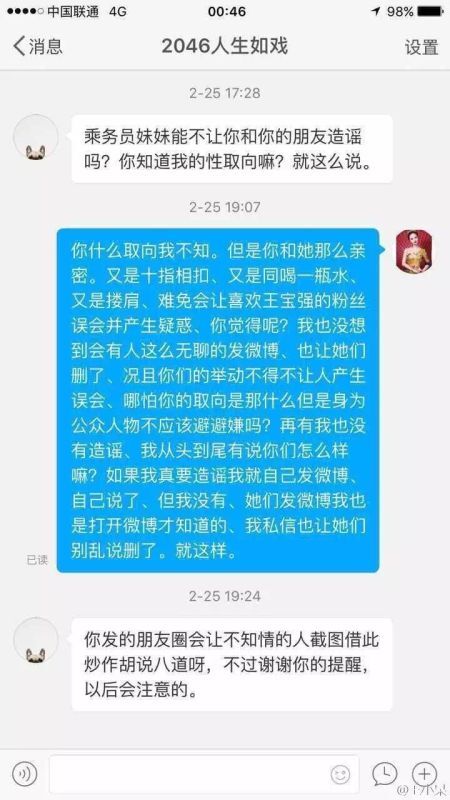 中国联通 4G 00:46 98%
消息 2046人生如戏 设置
2-25 17:28
乘务员妹妹能不让你和你的朋友造谣
吗？你知道我的性取向嘛？就这么说。
2-25 19:07
你什么取向我不知。但是你和她那么亲
密。又是十指相扣、又是同喝一瓶水、
又是搂肩、难免会让喜欢王宝强的粉丝
误会并产生疑惑、你觉得呢？我也没想
到会有人这么无聊的发微博、也让她们
删了、况且你们的举动不得不让人产生
误会、哪怕你的取向是那什么但是身为
公众人物不应该避避嫌吗？再有我也没
有造谣、我从头到尾有说你们怎么样
嘛？如果我真要造谣我就自己发微博、
自己说了、但我没有、她们发微博我也
是打开微博才知道的、我私信也让她们
别乱说删了。就这样。
已读
2-25 19:24
你发的朋友圈会让不知情的人截图借此
炒作胡说八道呀，不过谢谢你的提醒，
以后会注意的。